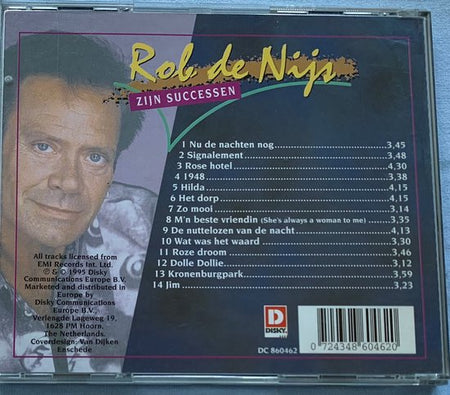 Rob de Nijs
ZIJN SUCCESSEN
1 Nu de nachten nog 3,45
2 Signalement 3,48
3 Rose hotel 4,30
4 1948 4,38
5 Hilda 4,15
6 Het dorp 4,15
7 Zo mooi 3,14
8 M'n beste vriendin (She's always a woman to me) 3,35
9 De nuttelozen van de nacht 4,13
10 Wat was het waard 3,30
11 Roze droom 3,46
12 Dolle Dollie 3,12
13 Kronenburgpark 3,59
14 Jim 3,23
All tracks licensed from
EMI Records Int. Ltd.
℗ & © 1995 Disky
Communications Europe B.V.
Marketed and distributed in
Europe by
Disky Communications
Europe B.V.,
Verlengde Lageweg 19,
1628 PM Hoorn,
The Netherlands.
Coverdesign: Van Dijken
Enschede
D
DISKY
DC 860462
0 724348 604620